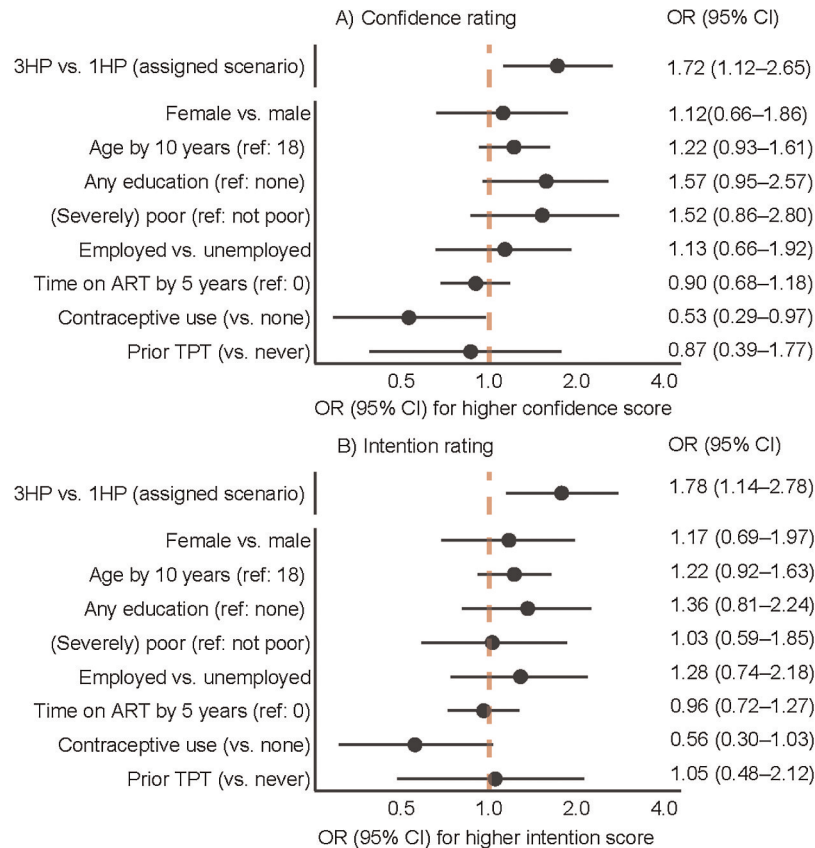 A) Confidence rating OR (95% CI)
3HP vs. 1HP (assigned scenario) 1.72 (1.12–2.65)
Female vs. male 1.12(0.66–1.86)
Age by 10 years (ref: 18) 1.22 (0.93–1.61)
Any education (ref: none) 1.57 (0.95–2.57)
(Severely) poor (ref: not poor) 1.52 (0.86–2.80)
Employed vs. unemployed 1.13 (0.66–1.92)
Time on ART by 5 years (ref: 0) 0.90 (0.68–1.18)
Contraceptive use (vs. none) 0.53 (0.29–0.97)
Prior TPT (vs. never) 0.87 (0.39–1.77)
0.5 1.0 2.0 4.0
OR (95% CI) for higher confidence score
B) Intention rating OR (95% CI)
3HP vs. 1HP (assigned scenario) 1.78 (1.14–2.78)
Female vs. male 1.17 (0.69–1.97)
Age by 10 years (ref: 18) 1.22 (0.92–1.63)
Any education (ref: none) 1.36 (0.81–2.24)
(Severely) poor (ref: not poor) 1.03 (0.59–1.85)
Employed vs. unemployed 1.28 (0.74–2.18)
Time on ART by 5 years (ref: 0) 0.96 (0.72–1.27)
Contraceptive use (vs. none) 0.56 (0.30–1.03)
Prior TPT (vs. never) 1.05 (0.48–2.12)
0.5 1.0 2.0 4.0
OR (95% CI) for higher intention score